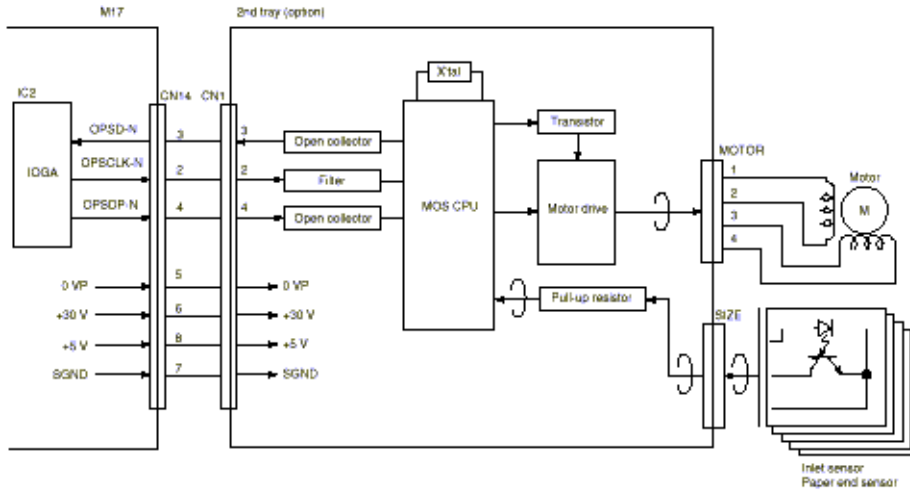 M17
2nd tray (option)
X'tal
IC2
CN14 CN1
OPSD-N
3
3
Open collector
Transistor
MOTOR
OPSCLK-N
2
2
Filter
IOGA
MOS CPU
Motor drive
1
2
3
4
Motor
M
OPSDP-N
4
4
Open collector
0 VP
5
0 VP
Pull-up resistor
+30 V
6
+30 V
SIZE
+5 V
8
+5 V
SGND
7
SGND
Inlet sensor
Paper end sensor